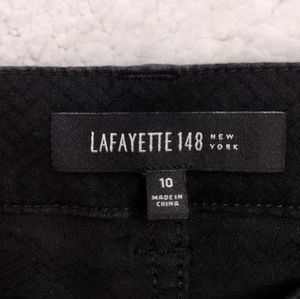 LAFAYETTE 148 NEW YORK
10
MADE IN
CHINA